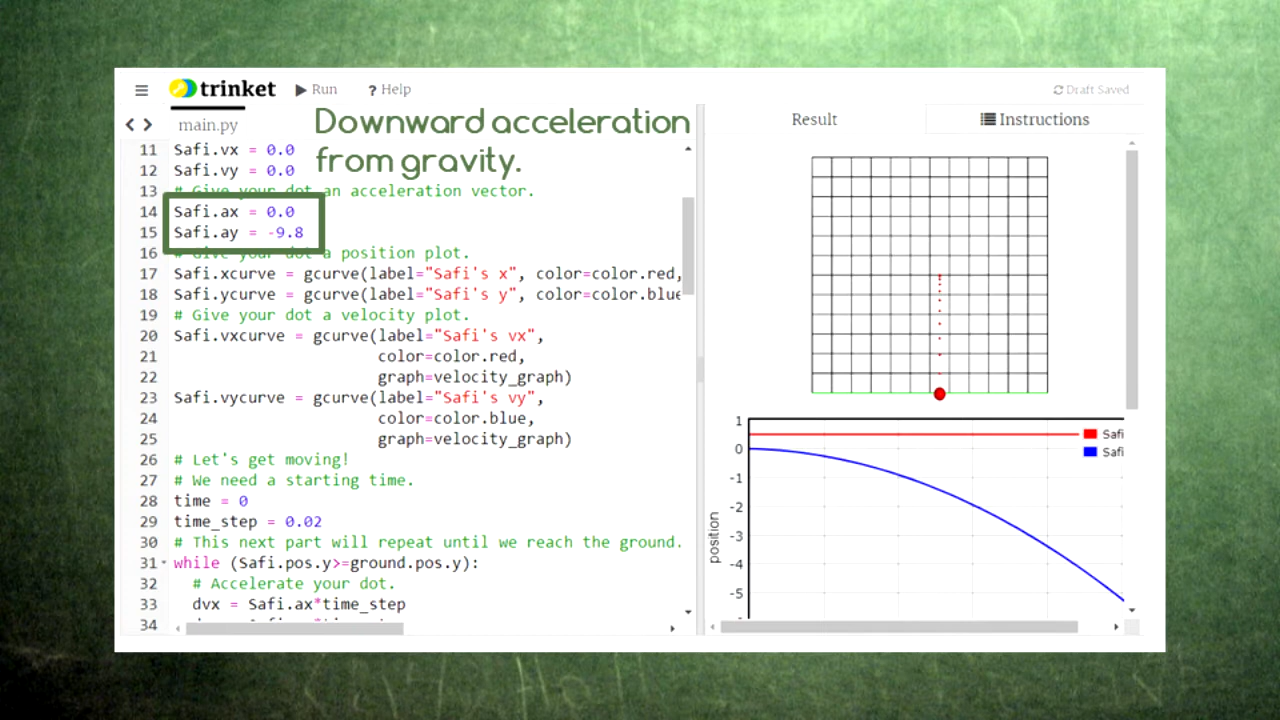 trinket
Run
? Help
Draft Saved
main.py
Downward acceleration
from gravity.
Result
Instructions
11 Safi.vx = 0.0
12 Safi.vy = 0.0
13 # Give your dot an acceleration vector.
14 Safi.ax = 0.0
15 Safi.ay = -9.8
16 # Give your dot a position plot.
17 Safi.xcurve = gcurve(label="Safi's x", color=color.red,
18 Safi.ycurve = gcurve(label="Safi's y", color=color.blue
19 # Give your dot a velocity plot.
20 Safi.vxcurve = gcurve(label="Safi's vx",
21 color=color.red,
22 graph=velocity_graph)
23 Safi.vycurve = gcurve(label="Safi's vy",
24 color=color.blue,
25 graph=velocity_graph)
26 # Let's get moving!
27 # We need a starting time.
28 time = 0
29 time_step = 0.02
30 # This next part will repeat until we reach the ground.
31 while (Safi.pos.y>=ground.pos.y):
32 # Accelerate your dot.
33 dvx = Safi.ax*time_step
34
1
0
-1
-2
-3
-4
-5
position
Safi
Safi